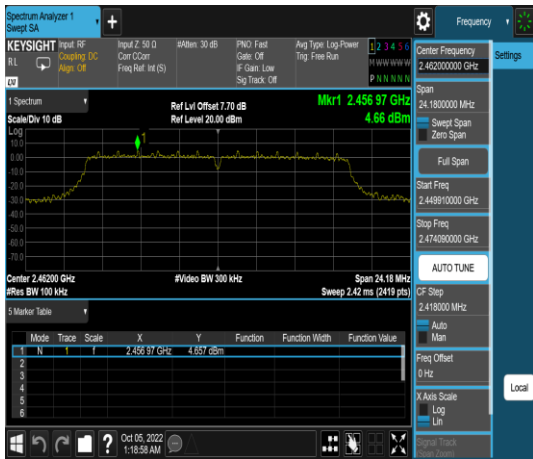 Spectrum Analyzer 1
Swept SA
Frequency
KEYSIGHT
RL
LXI
Input: RF
Coupling: DC
Align: Off
Input Z: 50 Ω
Corr CCorr
Freq Ref: Int (S)
#Atten: 30 dB
PNO: Fast
Gate: Off
IF Gain: Low
Sig Track: Off
Avg Type: Log-Power
Trig: Free Run
1 2 3 4 5 6
M W W W W W
P N N N N N
1 Spectrum
Scale/Div 10 dB
Ref Lvl Offset 7.70 dB
Ref Level 20.00 dBm
Mkr1 2.456 97 GHz
4.66 dBm
Log
10.0
0.00
-10.0
-20.0
-30.0
-40.0
-50.0
-60.0
-70.0
1
Center 2.46200 GHz
#Res BW 100 kHz
#Video BW 300 kHz
Span 24.18 MHz
Sweep 2.42 ms (2419 pts)
5 Marker Table
Mode Trace Scale X Y Function Function Width Function Value
1 N 1 f 2.456 97 GHz 4.657 dBm
2
3
4
5
6
Oct 05, 2022
1:18:58 AM
Center Frequency
2.462000000 GHz
Settings
Span
24.1800000 MHz
Swept Span
Zero Span
Full Span
Start Freq
2.449910000 GHz
Stop Freq
2.474090000 GHz
AUTO TUNE
CF Step
2.418000 MHz
Auto
Man
Freq Offset
0 Hz
X Axis Scale
Log
Lin
Signal Track
(Span Zoom)
Local